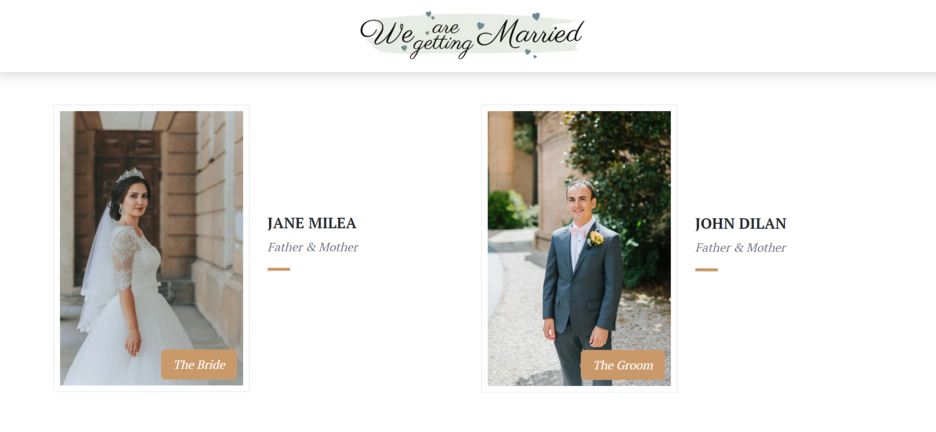 We are getting Married
JANE MILEA
Father & Mother
The Bride
JOHN DILAN
Father & Mother
The Groom